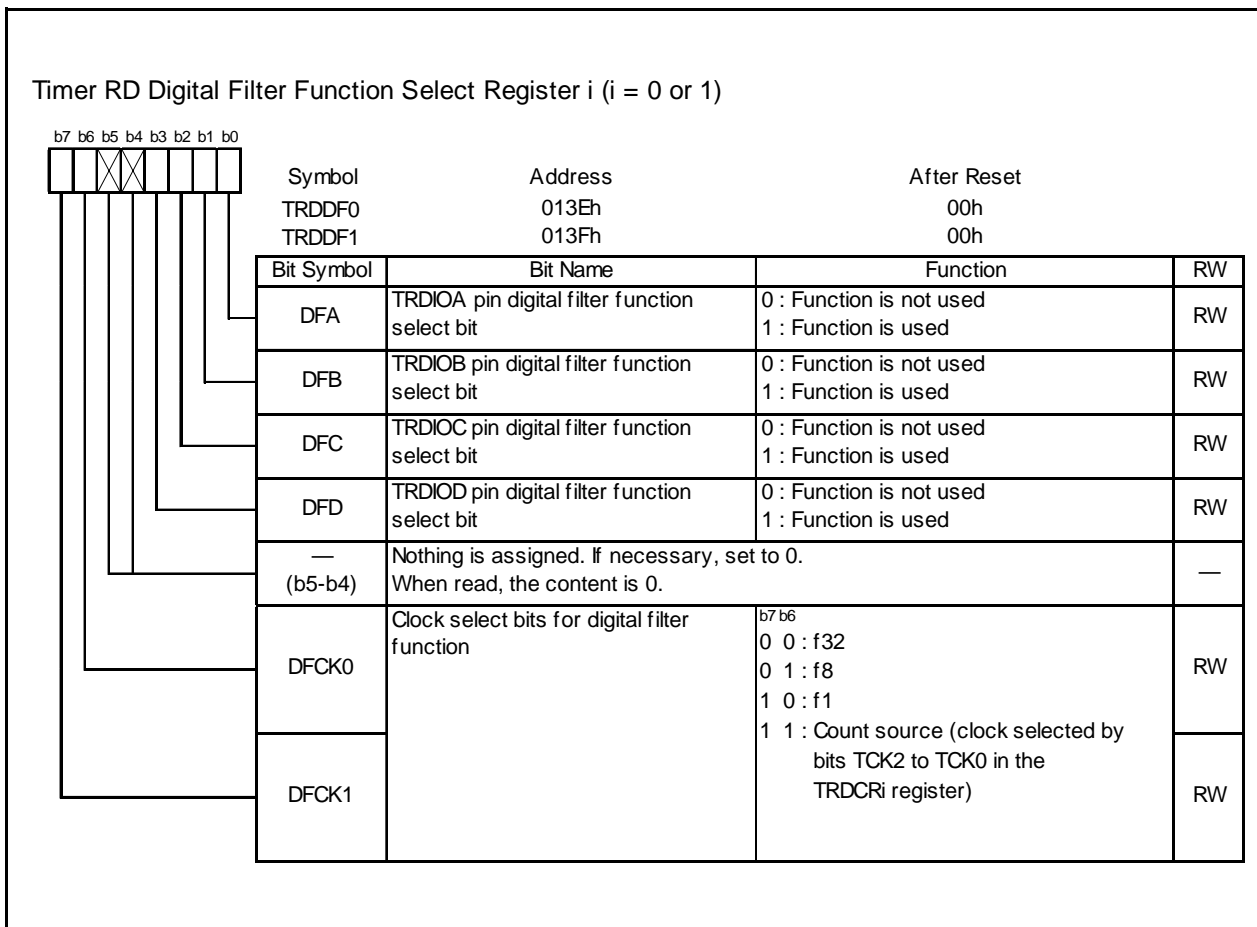 Timer RD Digital Filter Function Select Register i (i = 0 or 1)
b7 b6 b5 b4 b3 b2 b1 b0
Symbol Address After Reset
TRDDF0 013Eh 00h
TRDDF1 013Fh 00h
Bit Symbol Bit Name Function RW
DFA TRDIOA pin digital filter function select bit 0 : Function is not used RW
1 : Function is used
DFB TRDIOB pin digital filter function select bit 0 : Function is not used RW
1 : Function is used
DFC TRDIOC pin digital filter function select bit 0 : Function is not used RW
1 : Function is used
DFD TRDIOD pin digital filter function select bit 0 : Function is not used RW
1 : Function is used
— Nothing is assigned. If necessary, set to 0. —
(b5-b4) When read, the content is 0.
DFCK0 Clock select bits for digital filter function b7 b6 RW
0 0 : f32
0 1 : f8
1 0 : f1
1 1 : Count source (clock selected by
bits TCK2 to TCK0 in the
DFCK1 TRDCRi register) RW